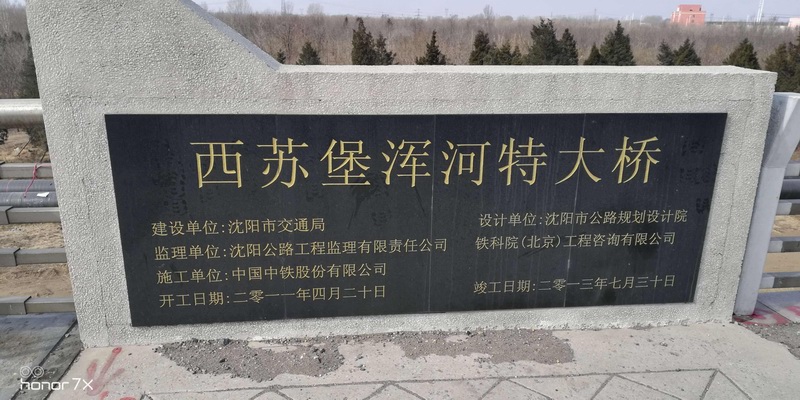 西苏堡浑河特大桥
建设单位:沈阳市交通局
监理单位:沈阳公路工程监理有限责任公司
施工单位:中国中铁股份有限公司
开工日期:二零一一年四月二十日
设计单位:沈阳市公路规划设计院
铁科院(北京)工程咨询有限公司
竣工日期:二零一三年七月三十日
honor 7X